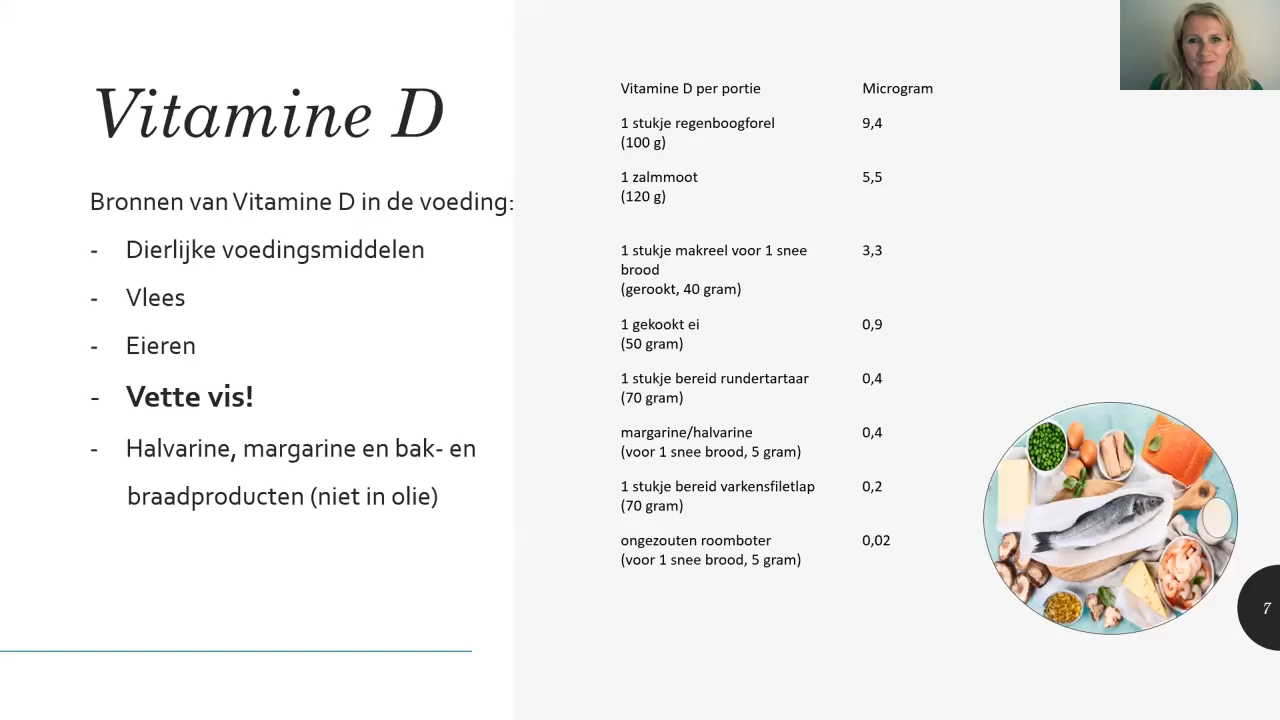 Vitamine D
Bronnen van Vitamine D in de voeding:
- Dierlijke voedingsmiddelen
- Vlees
- Eieren
- Vette vis!
- Halvarine, margarine en bak- en
braadproducten (niet in olie)
Vitamine D per portie Microgram
1 stukje regenboogforel 9,4
(100 g)
1 zalmmoot 5,5
(120 g)
1 stukje makreel voor 1 snee 3,3
brood
(gerookt, 40 gram)
1 gekookt ei 0,9
(50 gram)
1 stukje bereid rundertartaar 0,4
(70 gram)
margarine/halvarine 0,4
(voor 1 snee brood, 5 gram)
1 stukje bereid varkensfiletlap 0,2
(70 gram)
ongezouten roomboter 0,02
(voor 1 snee brood, 5 gram)
7